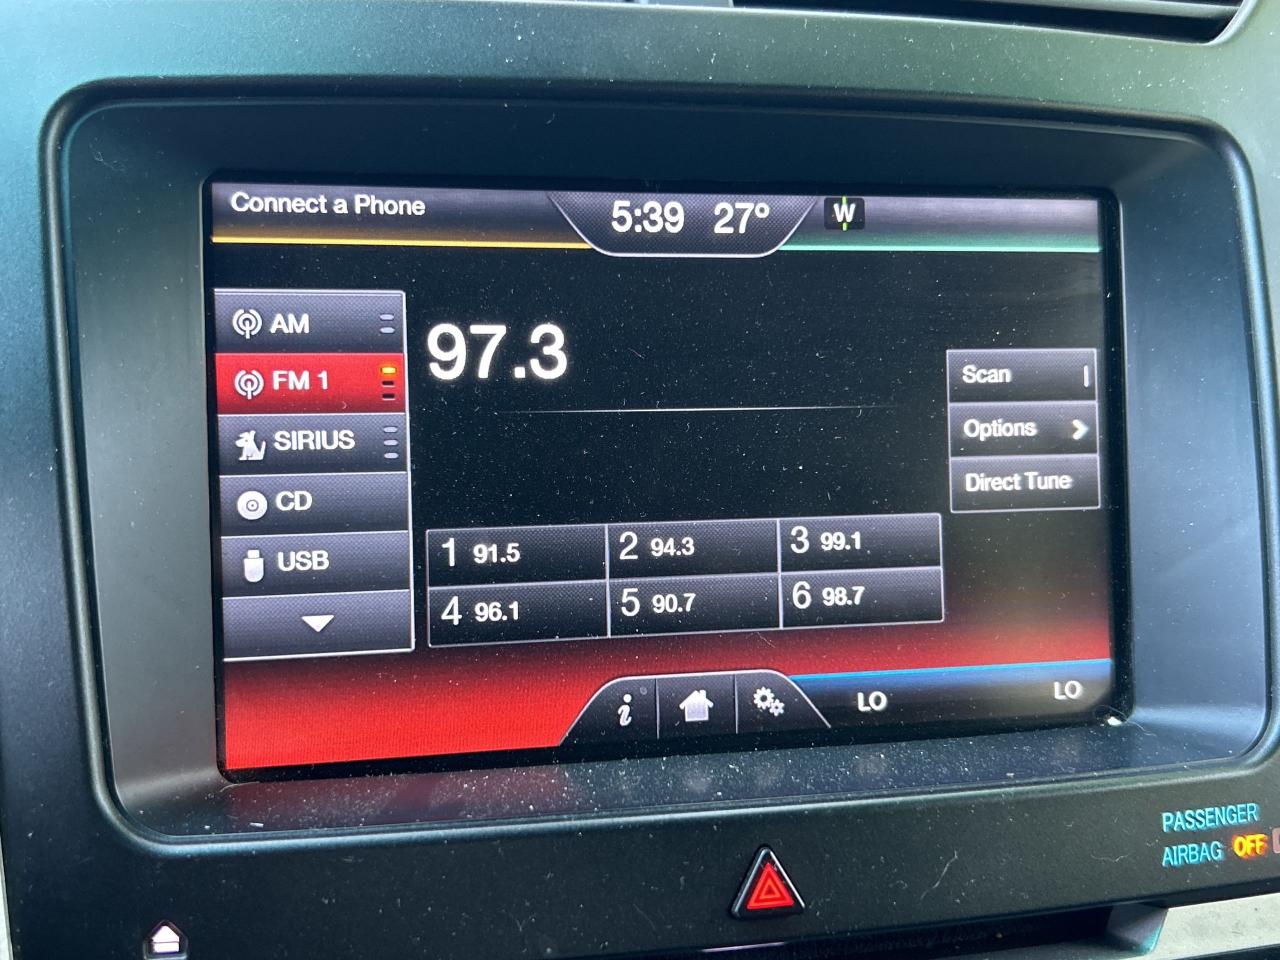 Connect a Phone
5:39 27° W
AM
FM 1
SIRIUS
CD
USB
97.3
Scan
Options
Direct Tune
1 91.5
2 94.3
3 99.1
4 96.1
5 90.7
6 98.7
i
LO
LO
PASSENGER
AIRBAG OFF